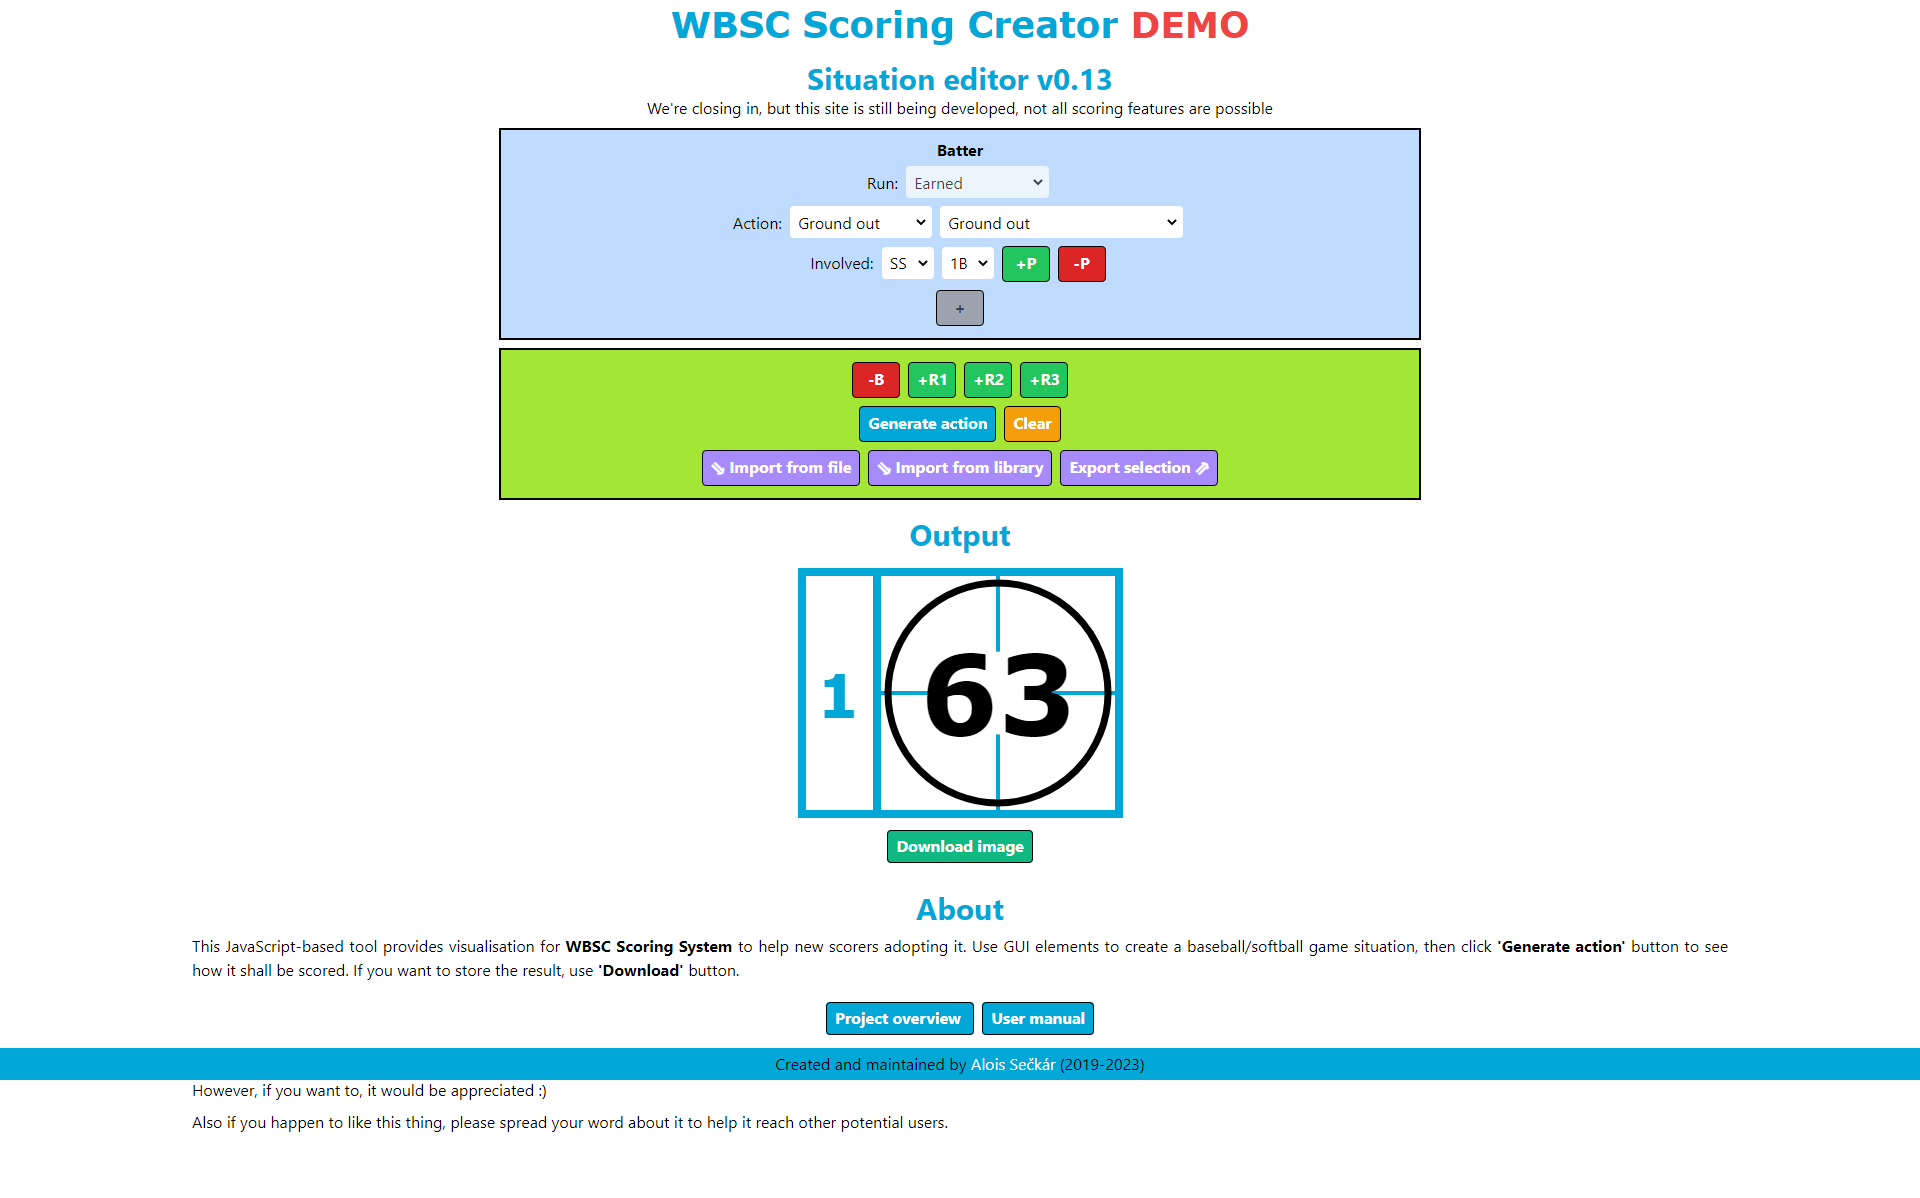 WBSC Scoring Creator DEMO
Situation editor v0.13
We're closing in, but this site is still being developed, not all scoring features are possible
Batter
Run: Earned
Action: Ground out Ground out
Involved: SS 1B +P -P
+
-B +R1 +R2 +R3
Generate action Clear
⇘ Import from file ⇘ Import from library Export selection ⇗
Output
1 63
Download image
About
This JavaScript-based tool provides visualisation for WBSC Scoring System to help new scorers adopting it. Use GUI elements to create a baseball/softball game situation, then click 'Generate action' button to see
how it shall be scored. If you want to store the result, use 'Download' button.
Project overview User manual
Created and maintained by Alois Sečkár (2019-2023)
However, if you want to, it would be appreciated :)
Also if you happen to like this thing, please spread your word about it to help it reach other potential users.